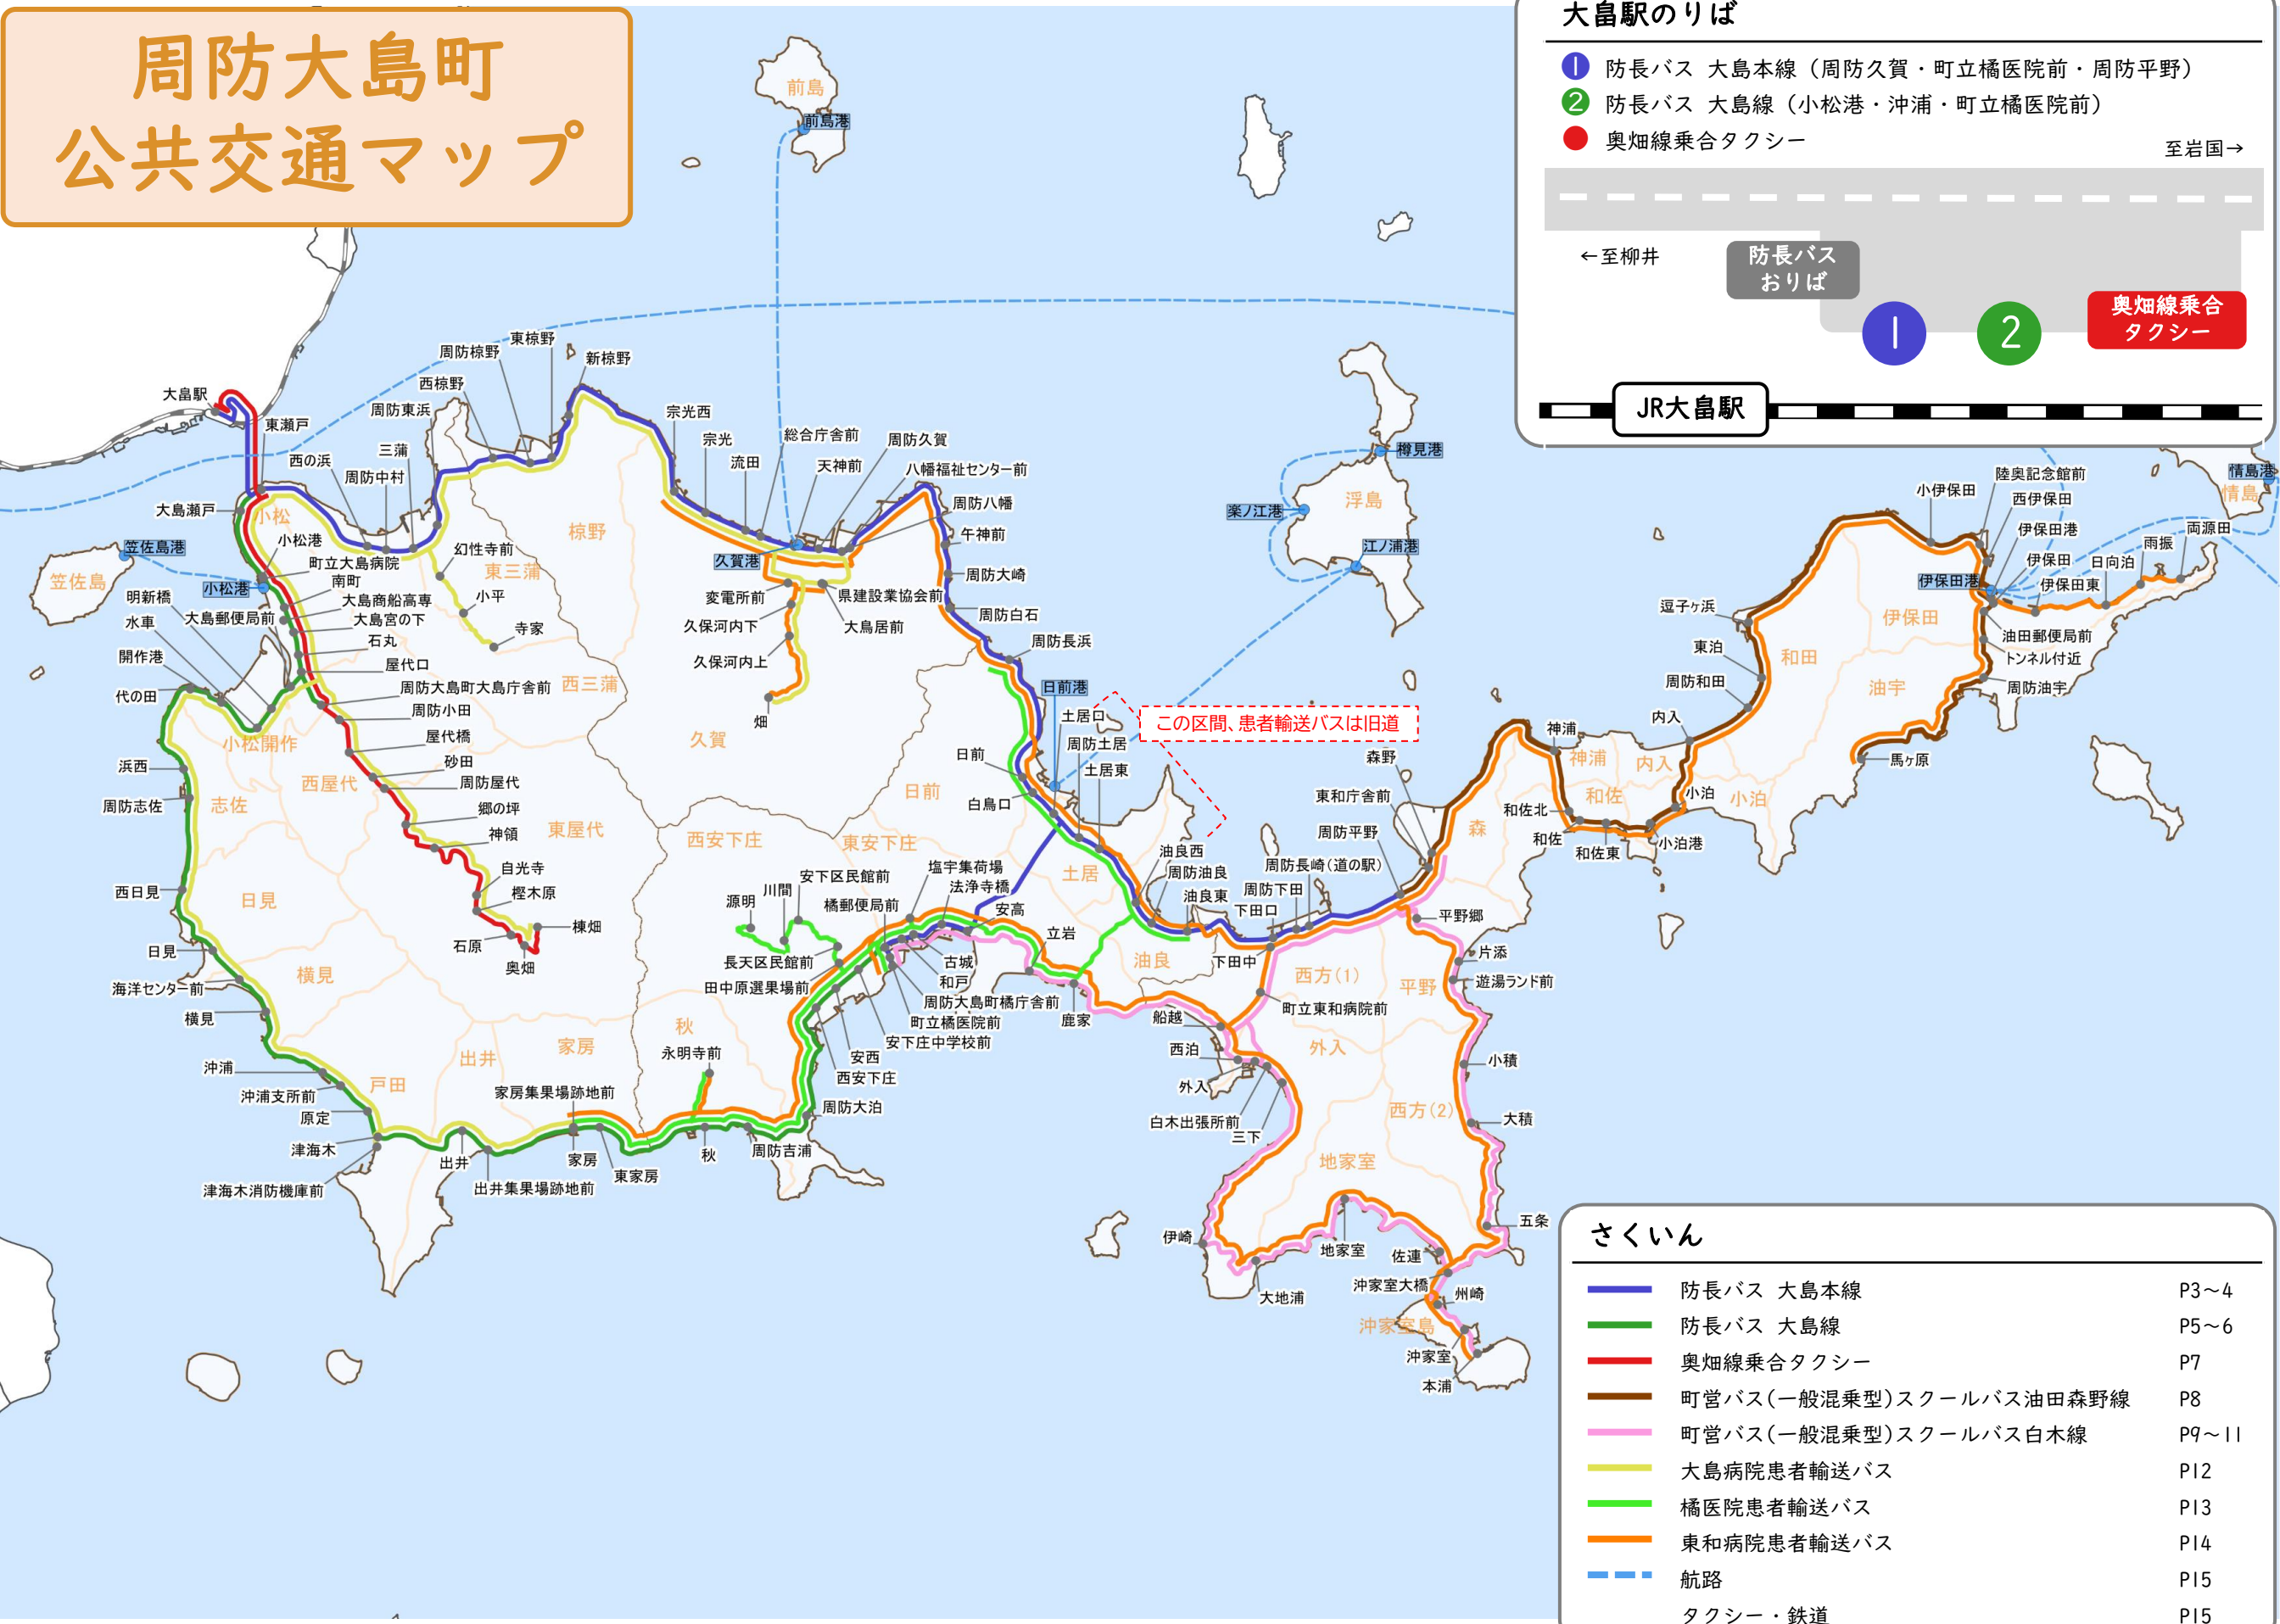 周防大島町
公共交通マップ
大畠駅のりば
1 防長バス 大島本線（周防久賀・町立橘医院前・周防平野）
2 防長バス 大島線（小松港・沖浦・町立橘医院前）
奥畑線乗合タクシー
至岩国→
←至柳井
防長バス
おりば
1
2
奥畑線乗合
タクシー
JR大畠駅
前島
前島港
大畠駅
東瀬戸
西の浜
周防中村
三蒲
周防東浜
西椋野
周防椋野
東椋野
新椋野
宗光西
宗光
流田
総合庁舎前
天神前
周防久賀
八幡福祉センター前
周防八幡
午神前
周防大崎
周防白石
周防長浜
樽見港
浮島
楽ノ江港
江ノ浦港
情島港
情島
陸奥記念館前
小伊保田
西伊保田
伊保田港
伊保田
伊保田東
日向泊
雨振
両源田
伊保田港
油田郵便局前
トンネル付近
周防油宇
馬ヶ原
逗子ヶ浜
東泊
周防和田
内入
伊保田
和田
油宇
大島瀬戸
小松
小松港
笠佐島港
笠佐島
小松港
町立大島病院
南町
大島商船高専
大島宮の下
石丸
屋代口
明新橋
大島郵便局前
水車
開作港
代の田
周防大島町大島庁舎前
周防小田
屋代橋
砂田
周防屋代
郷の坪
神領
自光寺
樫木原
棟畑
石原
奥畑
幻性寺前
東三蒲
小平
寺家
椋野
西三蒲
久賀港
変電所前
県建設業協会前
久保河内下
大鳥居前
久保河内上
畑
久賀
小松開作
西屋代
志佐
東屋代
浜西
周防志佐
西日見
日見
日見
海洋センター前
横見
横見
沖浦
沖浦支所前
原定
津海木
津海木消防機庫前
戸田
出井
出井
出井集果場跡地前
家房
家房集果場跡地前
家房
東家房
秋
永明寺前
秋
周防吉浦
周防大泊
日前港
この区間、患者輸送バスは旧道
土居口
周防土居
土居東
日前
白鳥口
日前
西安下庄
東安下庄
土居
源明
川間
安下区民館前
橘郵便局前
塩宇集荷場
法浄寺橋
安高
立岩
長天区民館前
田中原選果場前
古城
和戸
周防大島町橘庁舎前
町立橘医院前
安下庄中学校前
安西
西安下庄
鹿家
油良西
周防油良
油良東
油良
下田口
周防下田
周防長崎（道の駅）
周防平野
東和庁舎前
森野
森
下田中
町立東和病院前
船越
西泊
外入
白木出張所前
三下
西方（1）
平野
外入
西方（2）
地家室
平野郷
片添
遊湯ランド前
小積
大積
五条
伊崎
大地浦
地家室
佐連
沖家室大橋
州崎
沖家室島
沖家室
本浦
神浦
神浦
内入
和佐
小泊
小泊
和佐北
和佐
和佐東
小泊港
さくいん
防長バス 大島本線 P3～4
防長バス 大島線 P5～6
奥畑線乗合タクシー P7
町営バス(一般混乗型)スクールバス油田森野線 P8
町営バス(一般混乗型)スクールバス白木線 P9～11
大島病院患者輸送バス P12
橘医院患者輸送バス P13
東和病院患者輸送バス P14
航路 P15
タクシー・鉄道 P15